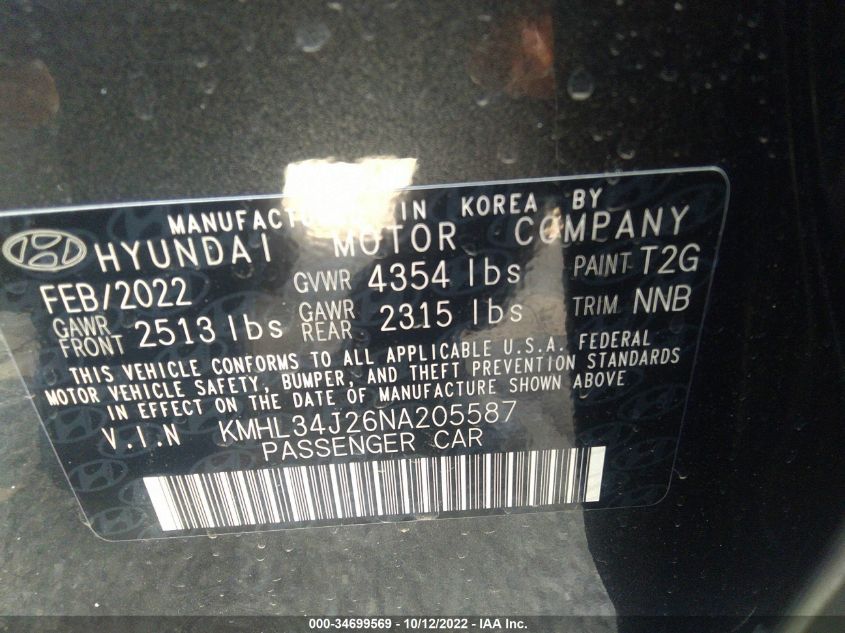 MANUFACTURED IN KOREA BY
HYUNDAI MOTOR COMPANY
FEB/2022 GVWR 4354 lbs PAINT T2G
GAWR FRONT 2513 lbs GAWR REAR 2315 lbs TRIM NNB
THIS VEHICLE CONFORMS TO ALL APPLICABLE U.S.A. FEDERAL
MOTOR VEHICLE SAFETY, BUMPER, AND THEFT PREVENTION STANDARDS
IN EFFECT ON THE DATE OF MANUFACTURE SHOWN ABOVE
V.I.N KMHL34J26NA205587
PASSENGER CAR
000-34699569 - 10/12/2022 - IAA Inc.